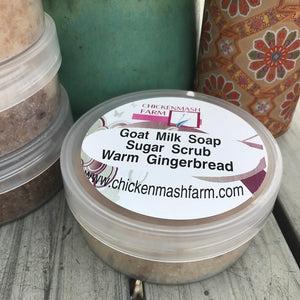 CHICKENMASH
FARM
Goat Milk Soap
Sugar Scrub
Warm Gingerbread
www.chickenmashfarm.com